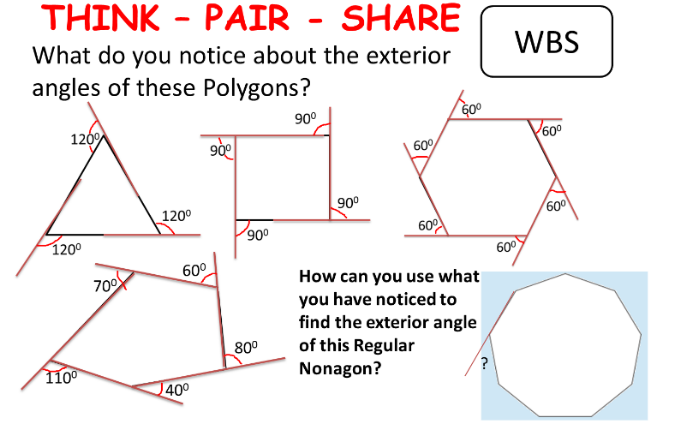 THINK - PAIR - SHARE
WBS
What do you notice about the exterior
angles of these Polygons?
120⁰
120⁰
120⁰
90⁰
90⁰
90⁰
90⁰
60⁰
60⁰
60⁰
60⁰
60⁰
60⁰
70⁰
60⁰
80⁰
110⁰
40⁰
How can you use what
you have noticed to
find the exterior angle
of this Regular
Nonagon?
?